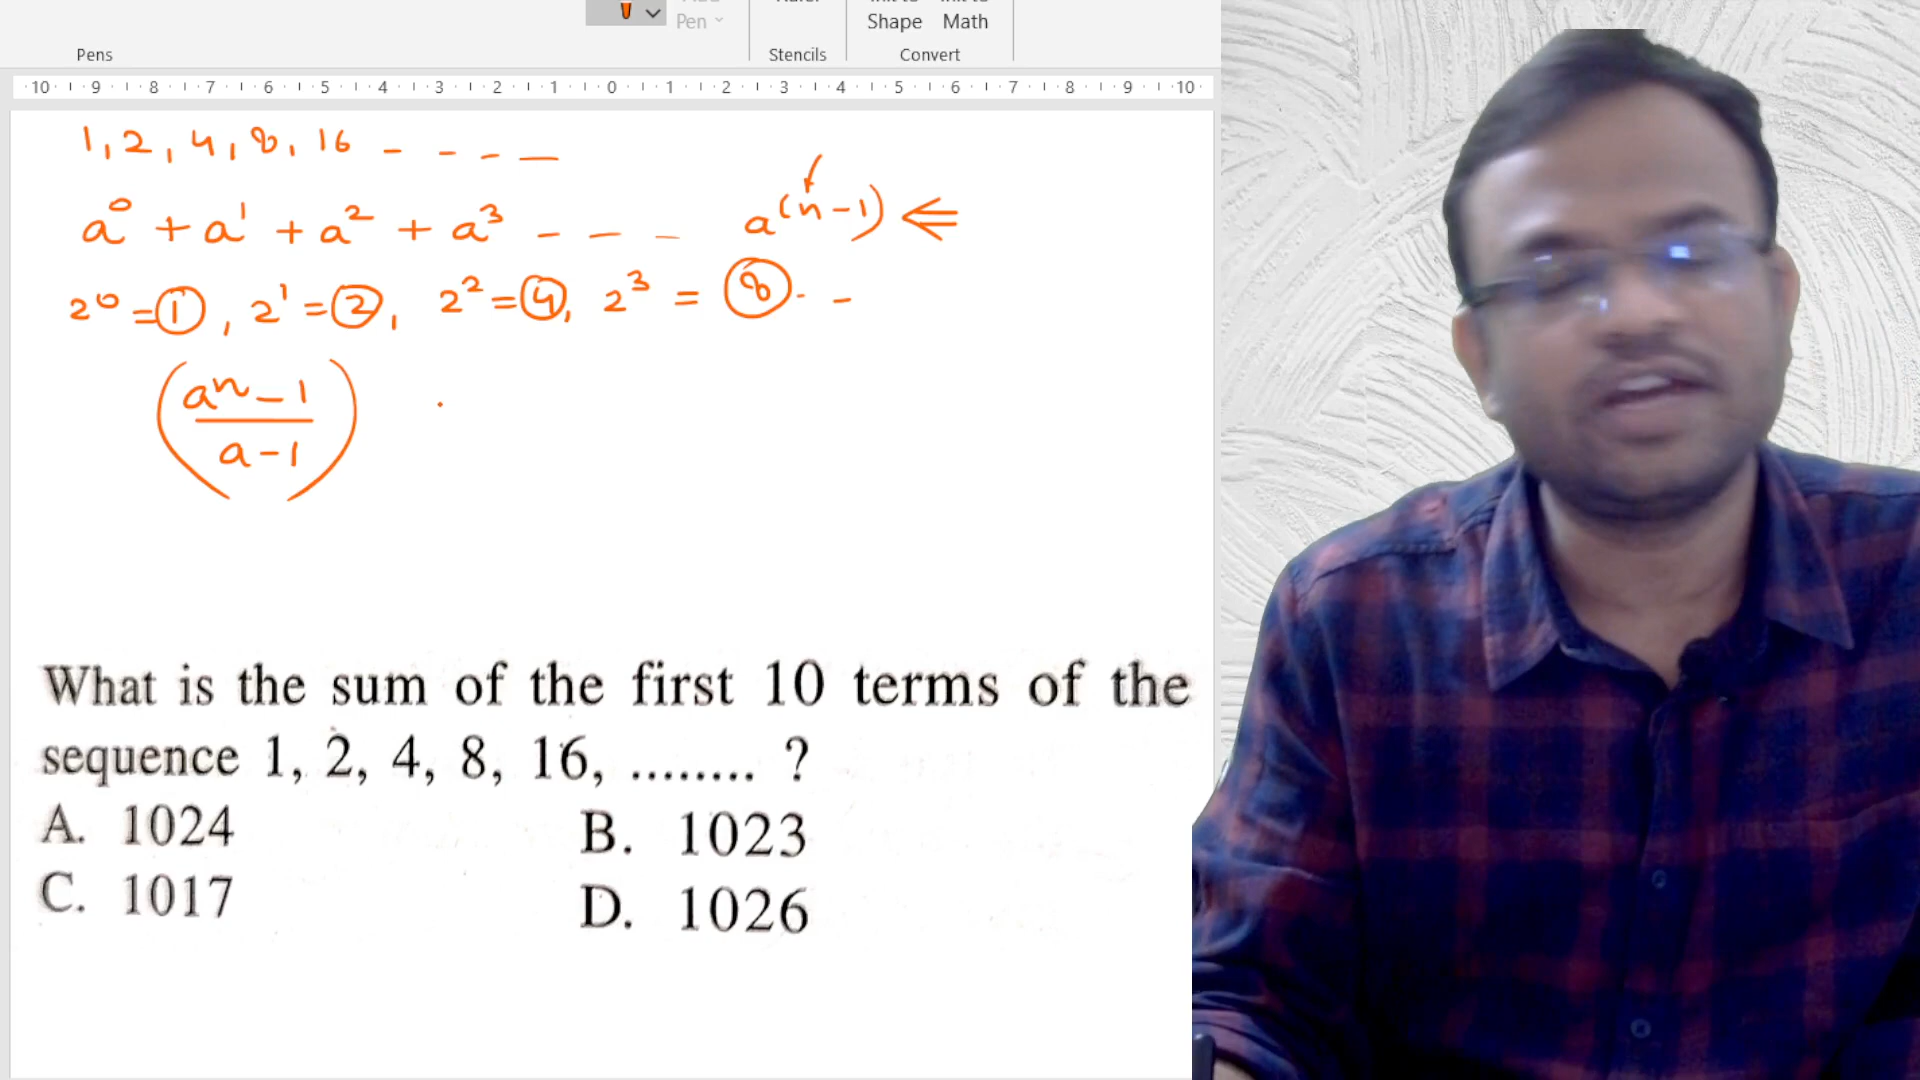 Pen
Shape Math
Pens Stencils Convert
10 9 8 7 6 5 4 3 2 1 0 1 2 3 4 5 6 7 8 9 10
1, 2, 4, 8, 16 - - - —
a⁰ + a¹ + a² + a³ - - - a⁽ⁿ⁻¹⁾ ⇐
2⁰ = 1, 2¹ = 2, 2² = 4, 2³ = 8 - -
(aⁿ - 1
a - 1)
What is the sum of the first 10 terms of the
sequence 1, 2, 4, 8, 16, ........ ?
A. 1024 B. 1023
C. 1017 D. 1026